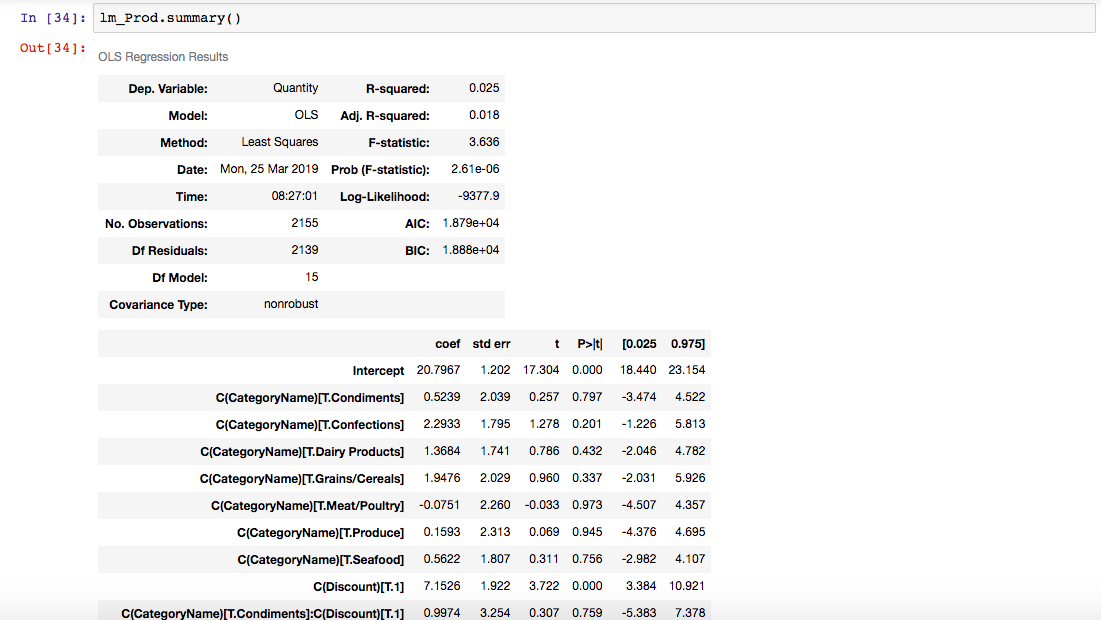 In [34]: lm_Prod.summary()
Out[34]:
OLS Regression Results
Dep. Variable: Quantity R-squared: 0.025
Model: OLS Adj. R-squared: 0.018
Method: Least Squares F-statistic: 3.636
Date: Mon, 25 Mar 2019 Prob (F-statistic): 2.61e-06
Time: 08:27:01 Log-Likelihood: -9377.9
No. Observations: 2155 AIC: 1.879e+04
Df Residuals: 2139 BIC: 1.888e+04
Df Model: 15
Covariance Type: nonrobust
coef std err t P>|t| [0.025 0.975]
Intercept 20.7967 1.202 17.304 0.000 18.440 23.154
C(CategoryName)[T.Condiments] 0.5239 2.039 0.257 0.797 -3.474 4.522
C(CategoryName)[T.Confections] 2.2933 1.795 1.278 0.201 -1.226 5.813
C(CategoryName)[T.Dairy Products] 1.3684 1.741 0.786 0.432 -2.046 4.782
C(CategoryName)[T.Grains/Cereals] 1.9476 2.029 0.960 0.337 -2.031 5.926
C(CategoryName)[T.Meat/Poultry] -0.0751 2.260 -0.033 0.973 -4.507 4.357
C(CategoryName)[T.Produce] 0.1593 2.313 0.069 0.945 -4.376 4.695
C(CategoryName)[T.Seafood] 0.5622 1.807 0.311 0.756 -2.982 4.107
C(Discount)[T.1] 7.1526 1.922 3.722 0.000 3.384 10.921
C(CategoryName)[T.Condiments]:C(Discount)[T.1] 0.9974 3.254 0.307 0.759 -5.383 7.378